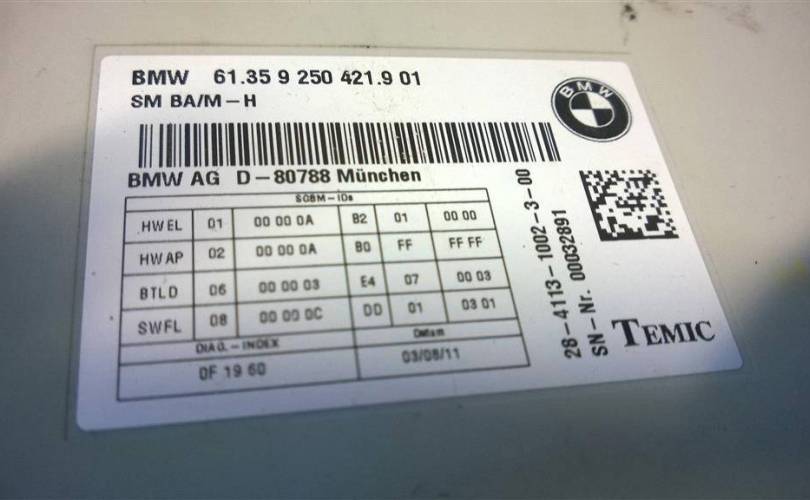 BMW 61.35 9 250 421.9 01
SM BA/M-H
BMW
BMW AG D-80788 München
SGBM-IDs
HWEL 01 00 00 0A B2 01 00 00
HWAP 02 00 00 0A B0 FF FF FF
BTLD 06 00 00 03 E4 07 00 03
SWFL 08 00 00 0C DD 01 03 01
DIAG.-INDEX Datum
0F 19 60 03/08/11
28-4113-1002-3-00
SN-Nr. 00032891
TEMIC